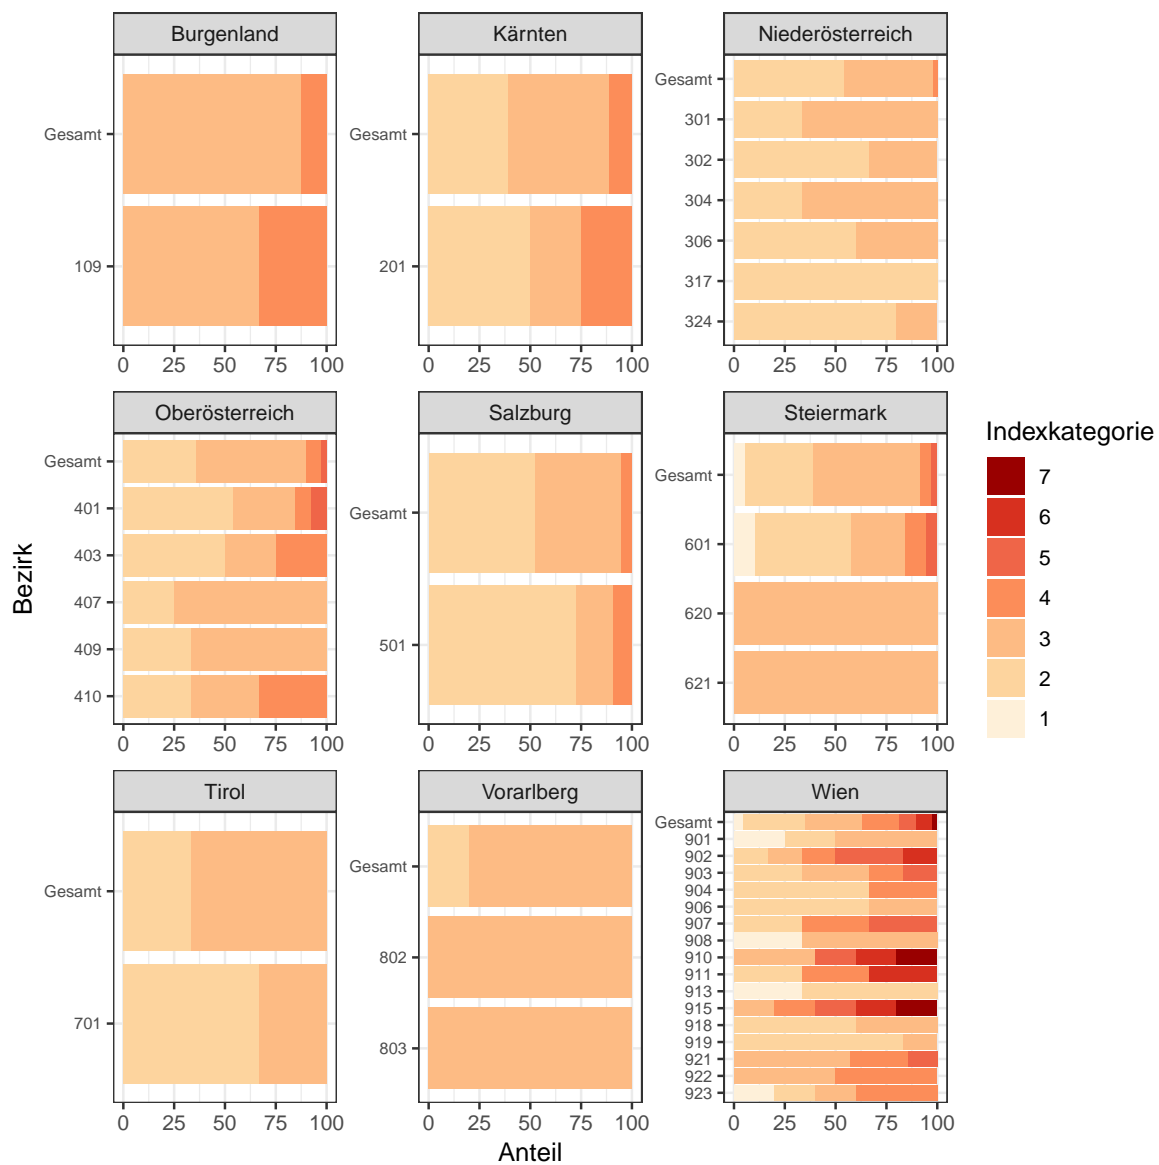 Burgenland
Kärnten
Niederösterreich
Gesamt
109
0 25 50 75 100
Gesamt
201
0 25 50 75 100
Gesamt
301
302
304
306
317
324
0 25 50 75 100
Oberösterreich
Salzburg
Steiermark
Gesamt
401
403
407
409
410
0 25 50 75 100
Gesamt
501
0 25 50 75 100
Gesamt
601
620
621
0 25 50 75 100
Tirol
Vorarlberg
Wien
Gesamt
701
0 25 50 75 100
Gesamt
802
803
0 25 50 75 100
Gesamt
901
902
903
904
906
907
908
910
911
913
915
918
919
921
922
923
0 25 50 75 100
Bezirk
Anteil
Indexkategorie
7
6
5
4
3
2
1